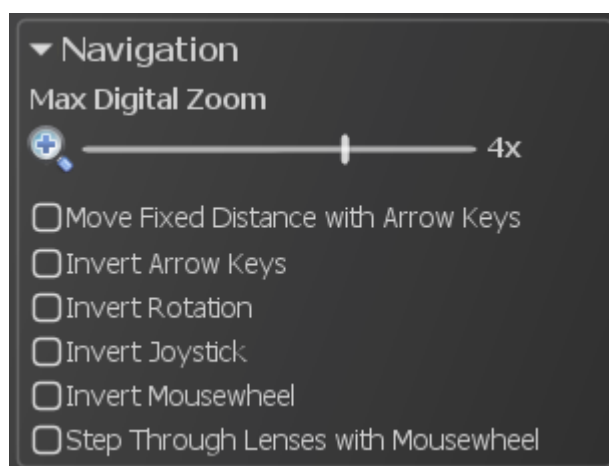 Navigation
Max Digital Zoom
4x
Move Fixed Distance with Arrow Keys
Invert Arrow Keys
Invert Rotation
Invert Joystick
Invert Mousewheel
Step Through Lenses with Mousewheel